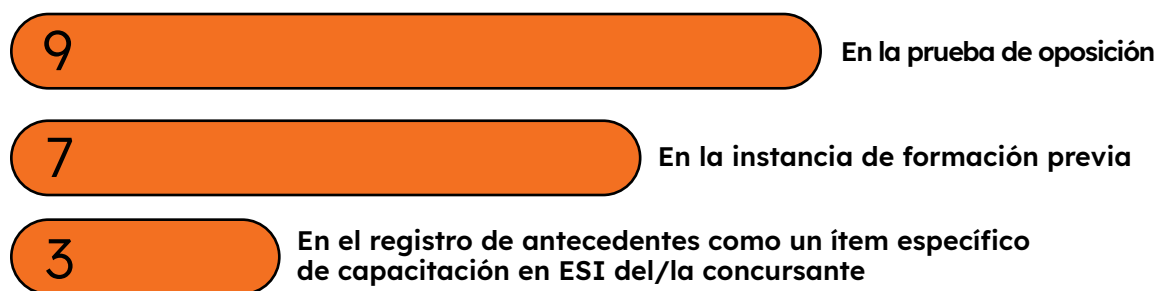 9 En la prueba de oposición
7 En la instancia de formación previa
3 En el registro de antecedentes como un ítem específico
de capacitación en ESI del/la concursante